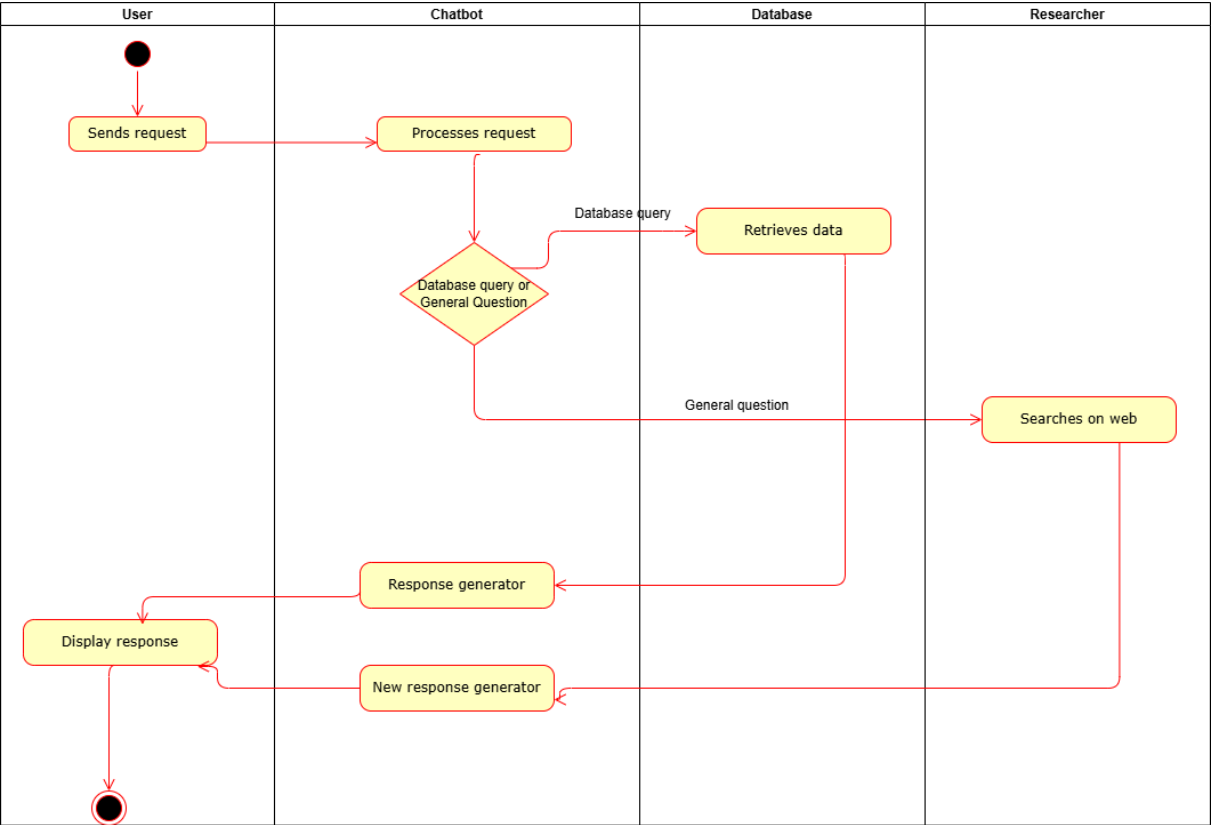 User
Chatbot
Database
Researcher
Sends request
Processes request
Database query
Retrieves data
Database query or
General Question
General question
Searches on web
Response generator
Display response
New response generator